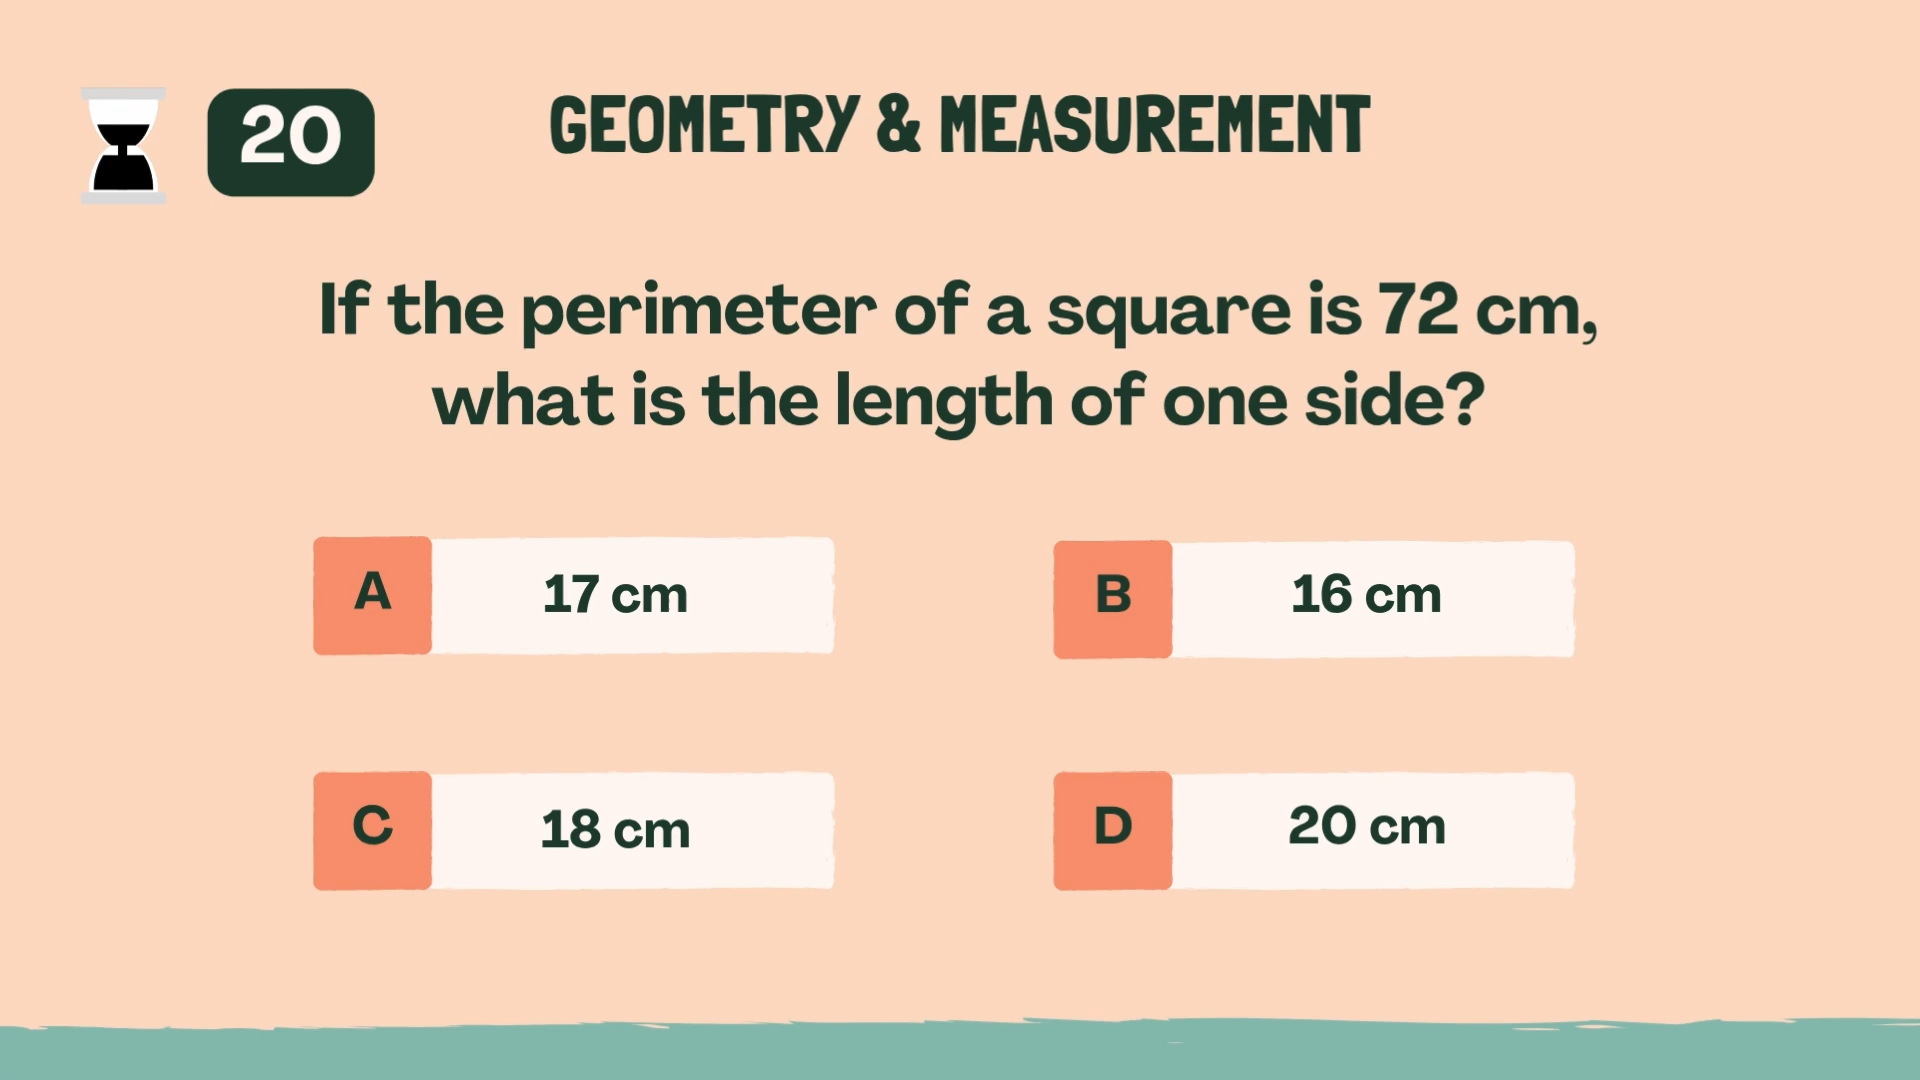 20
GEOMETRY & MEASUREMENT
If the perimeter of a square is 72 cm,
what is the length of one side?
A 17 cm
B 16 cm
C 18 cm
D 20 cm